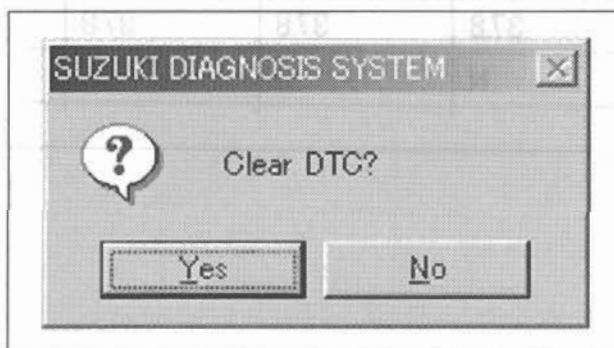 SUZUKI DIAGNOSIS SYSTEM
Clear DTC?
Yes
No